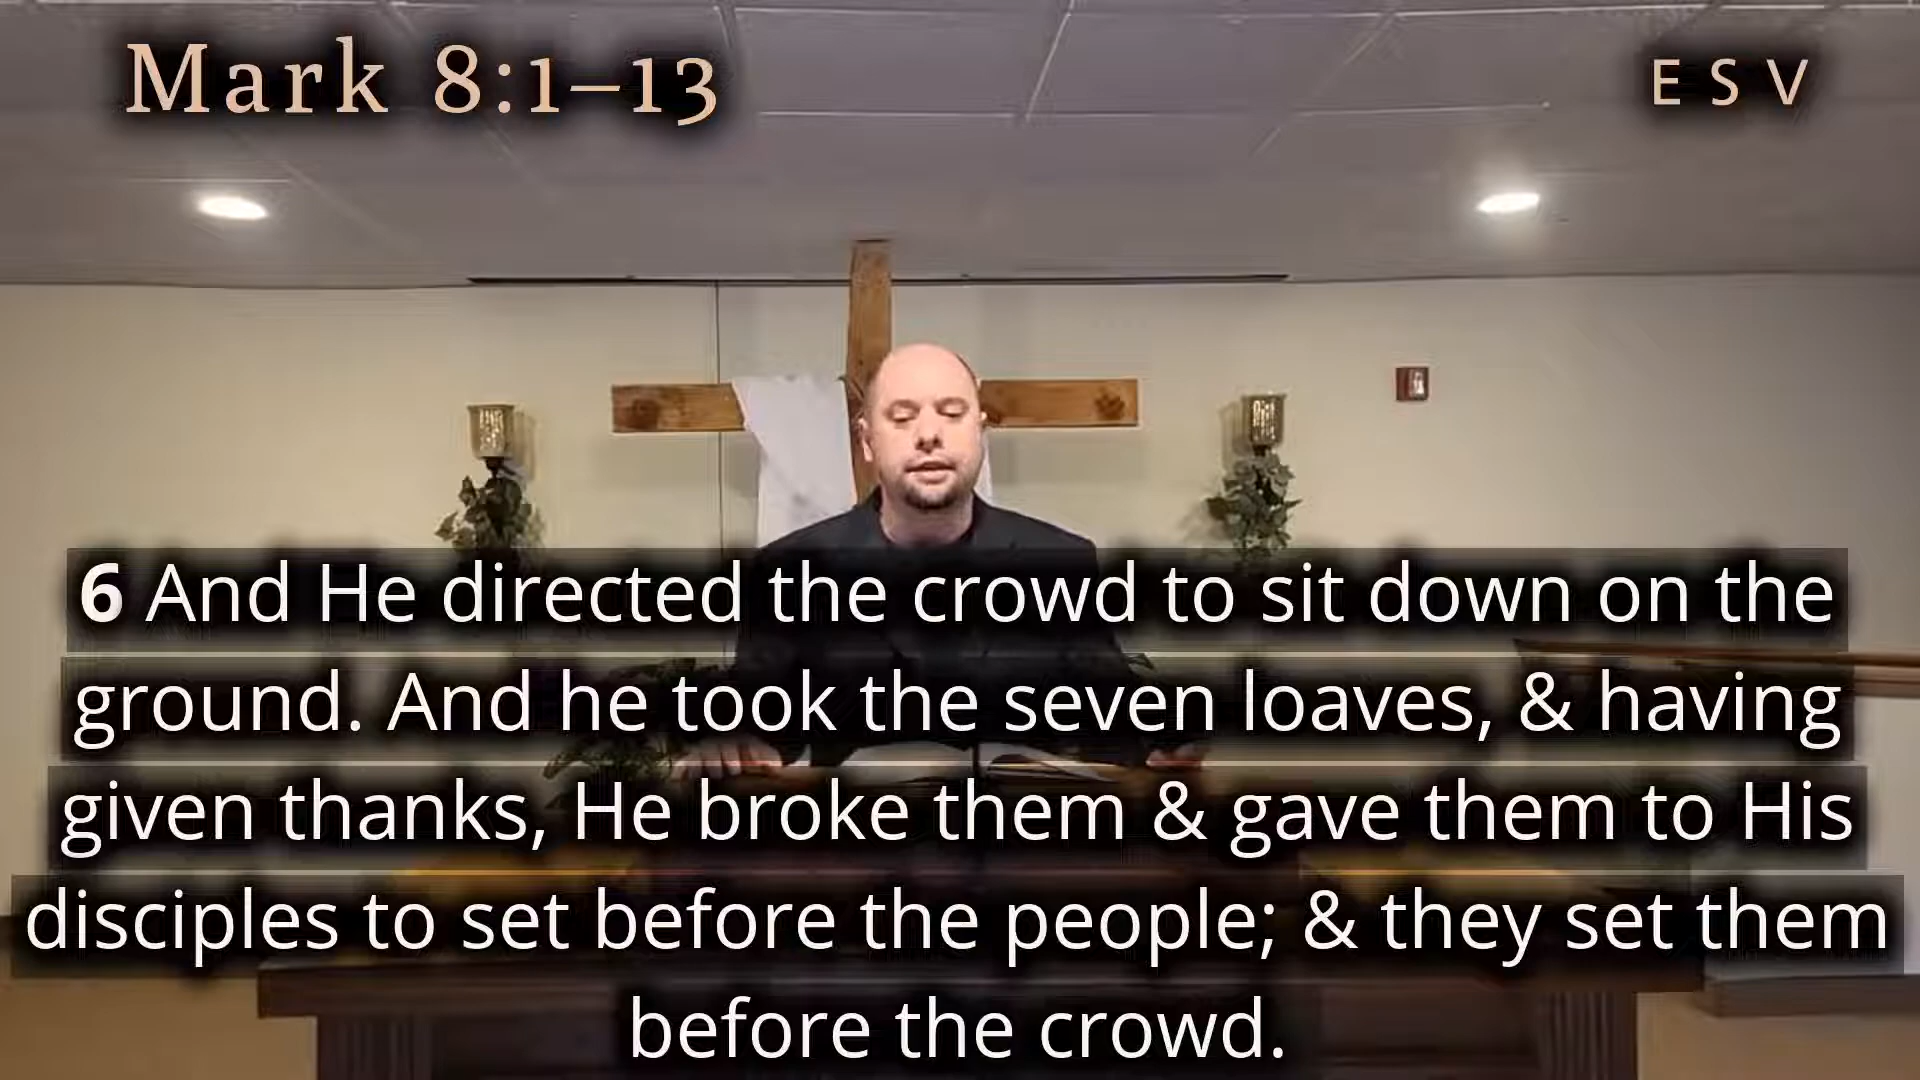 Mark 8:1–13
ESV
6 And He directed the crowd to sit down on the
ground. And he took the seven loaves, & having
given thanks, He broke them & gave them to His
disciples to set before the people; & they set them
before the crowd.